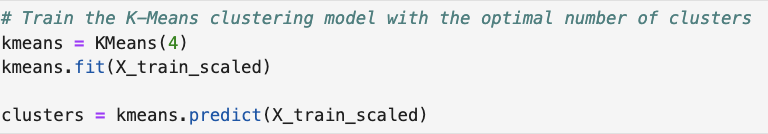 # Train the K-Means clustering model with the optimal number of clusters
kmeans = KMeans(4)
kmeans.fit(X_train_scaled)
clusters = kmeans.predict(X_train_scaled)